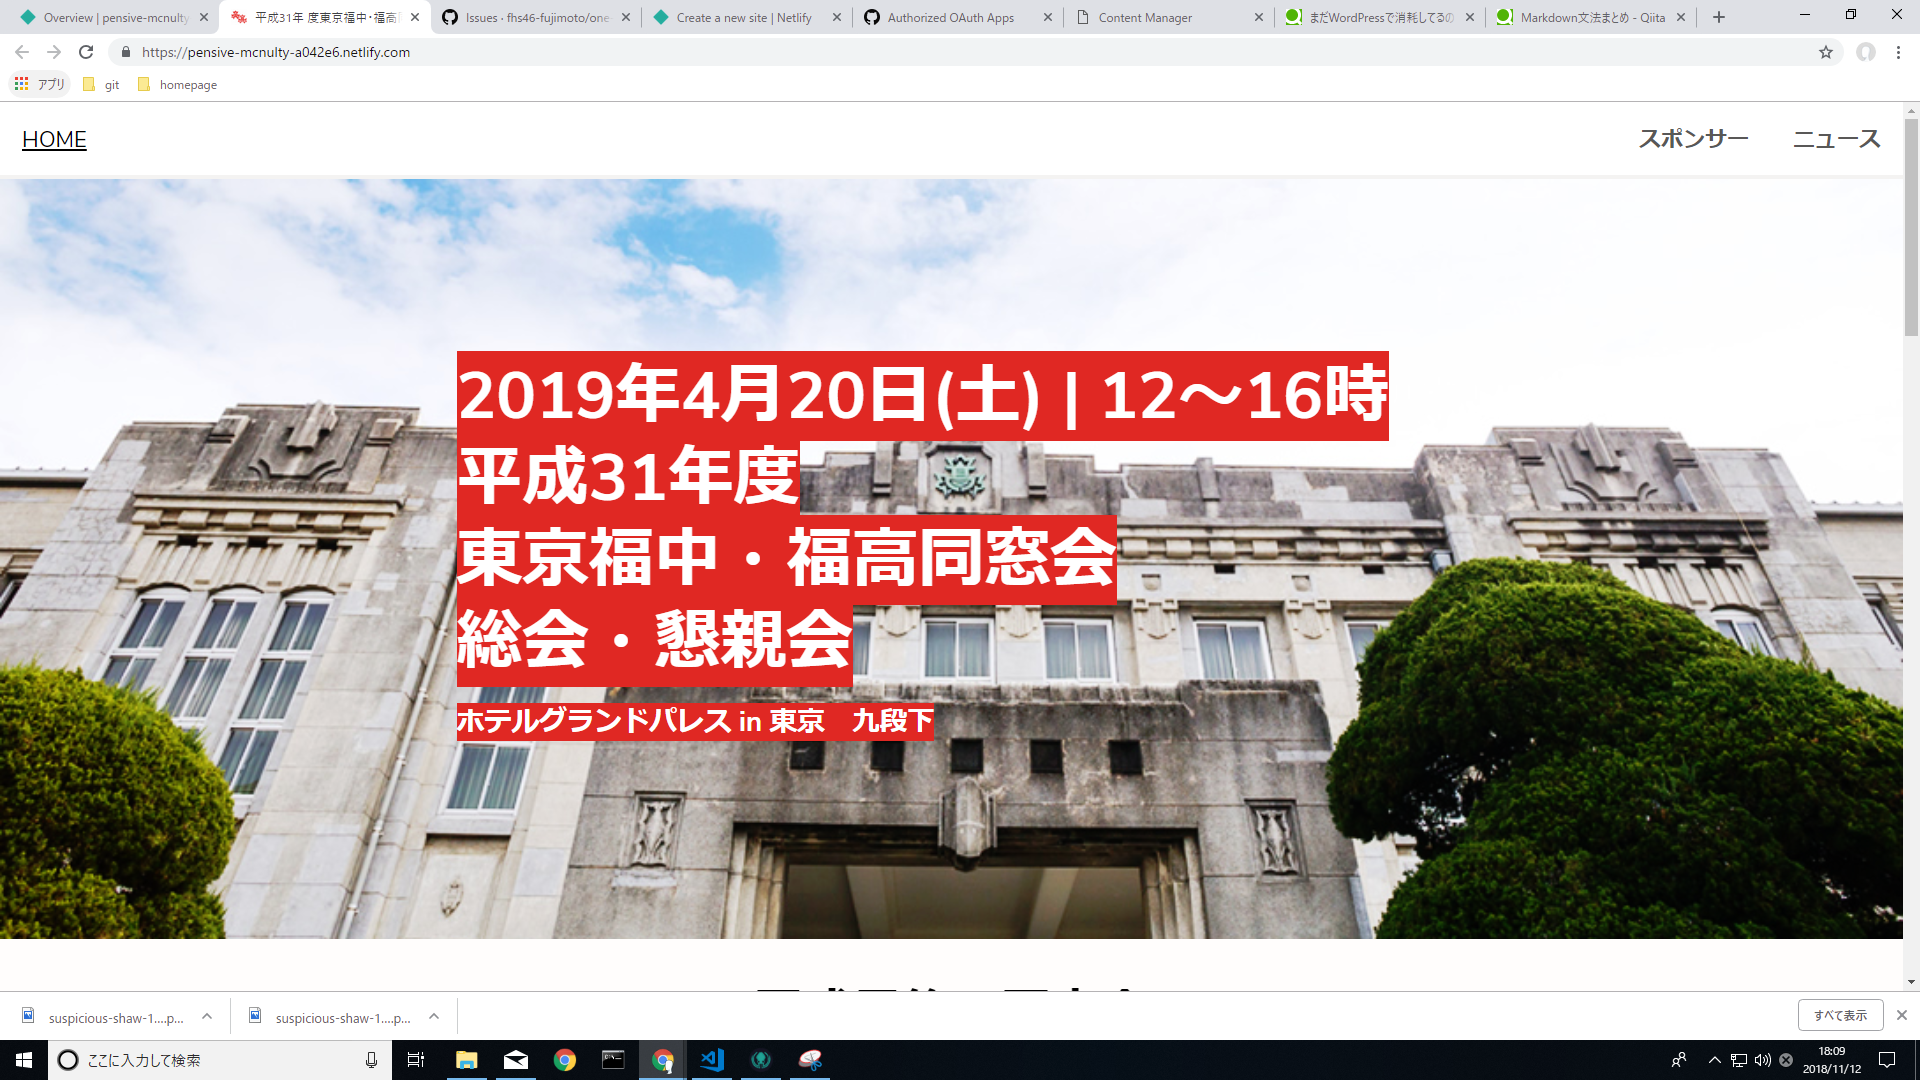 Overview | pensive-mcnulty
平成31年 度東京福中・福高
Issues · fhs46-fujimoto/one
Create a new site | Netlify
Authorized OAuth Apps
Content Manager
まだWordPressで消耗してるの
Markdown文法まとめ - Qiita
https://pensive-mcnulty-a042e6.netlify.com
アプリ
git
homepage
HOME
スポンサー
ニュース
2019年4月20日(土) | 12〜16時
平成31年度
東京福中・福高同窓会
総会・懇親会
ホテルグランドパレス in 東京　九段下
suspicious-shaw-1....p...
suspicious-shaw-1....p...
すべて表示
ここに入力して検索
18:09
2018/11/12